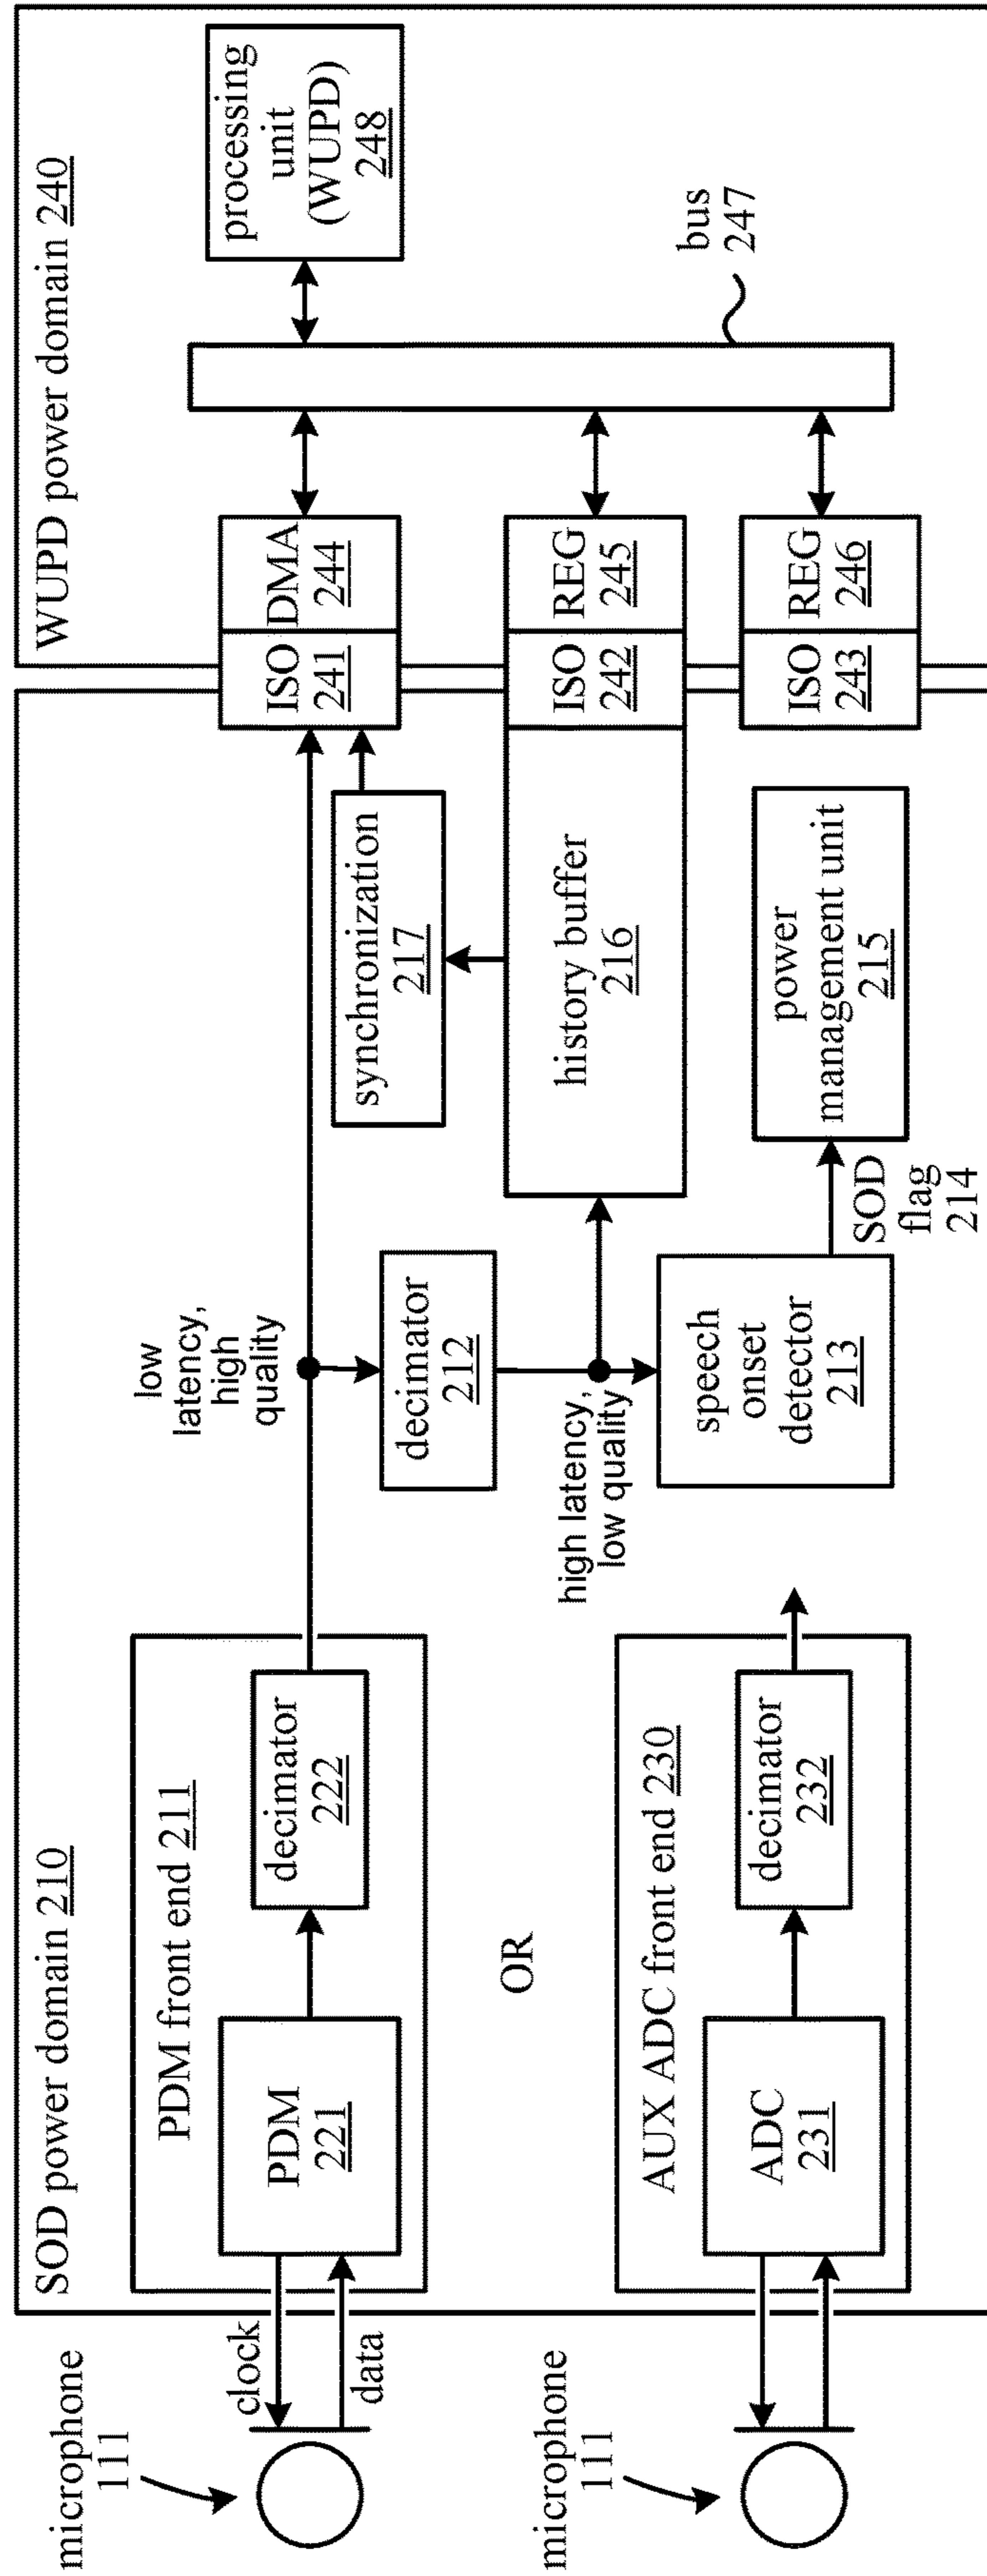 SOD power domain 210
WUPD power domain 240
microphone
111
clock
data
PDM front end 211
PDM
221
decimator
222
low
latency,
high
quality
decimator
212
synchronization
217
ISO
241
DMA
244
processing
unit
(WUPD)
248
high latency,
low quality
history buffer
216
ISO
242
REG
245
bus
247
OR
microphone
111
AUX ADC front end 230
ADC
231
decimator
232
speech
onset
detector
213
SOD
flag
214
power
management unit
215
ISO
243
REG
246